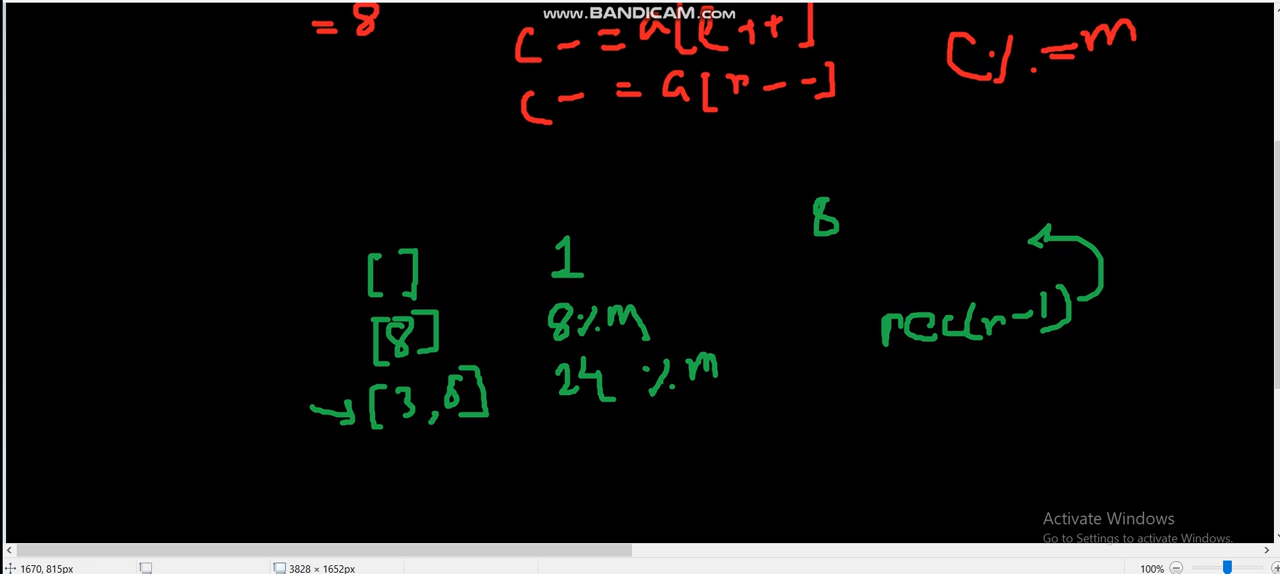 www.BANDICAM.com
= 8
C - = a[l++]
C%.=m
C - = a[r--]
8
[ ] 1
[8] 8%m
rec(r-1)
→ [3,8] 24 %m
Activate Windows
Go to Settings to activate Windows.
1670, 815px
3828 × 1652px
100%